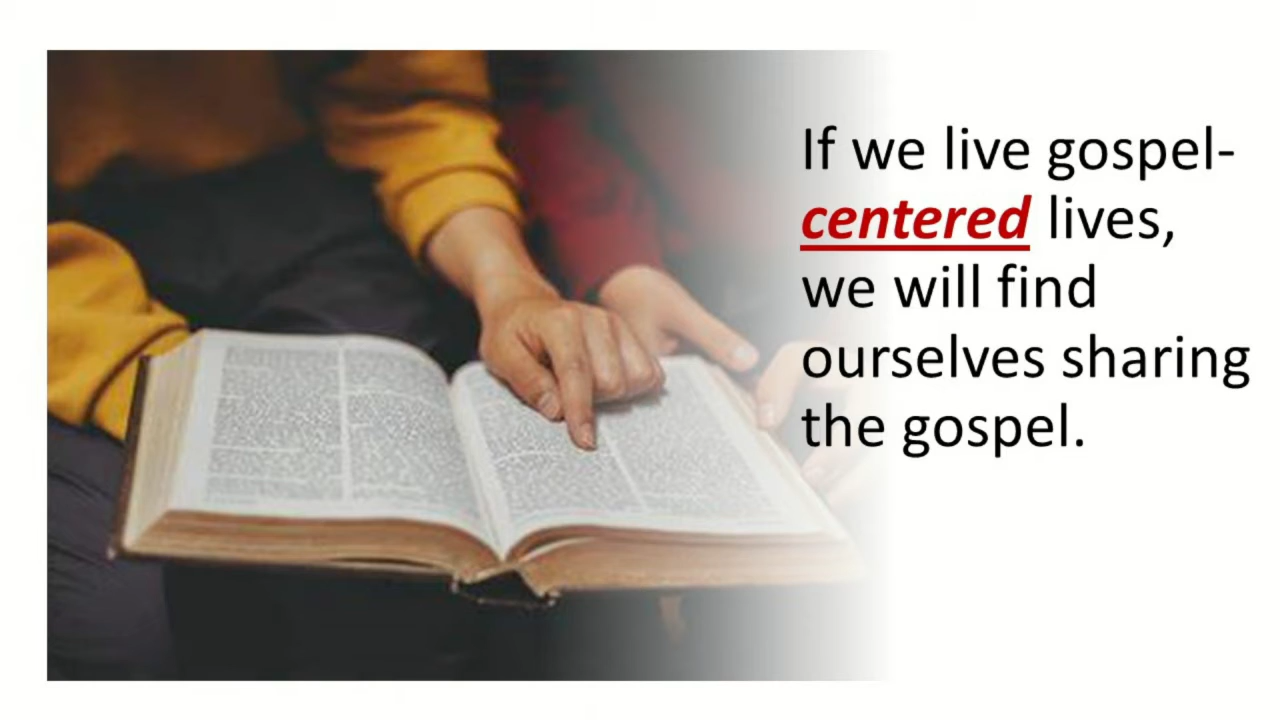 If we live gospel-
centered lives,
we will find
ourselves sharing
the gospel.